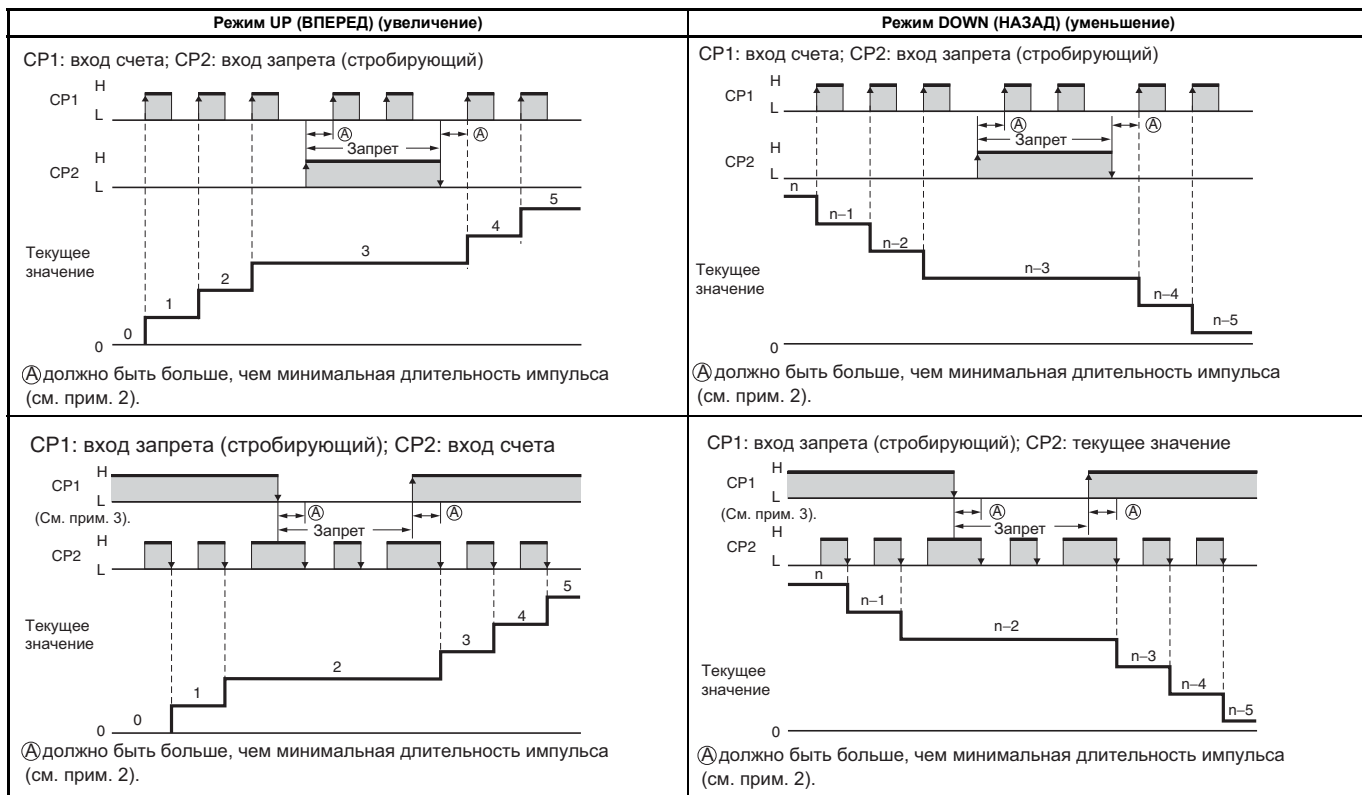 Режим UP (ВПЕРЕД) (увеличение)
CP1: вход счета; CP2: вход запрета (стробирующий)
H
CP1
L
A
A
Запрет
H
CP2
L
5
4
3
Текущее
значение
2
1
0
0
A должно быть больше, чем минимальная длительность импульса
(см. прим. 2).
Режим DOWN (НАЗАД) (уменьшение)
CP1: вход счета; CP2: вход запрета (стробирующий)
H
CP1
L
A
A
Запрет
H
CP2
L
n
n–1
n–2
Текущее
значение
n–3
n–4
n–5
0
A должно быть больше, чем минимальная длительность импульса
(см. прим. 2).
CP1: вход запрета (стробирующий); CP2: вход счета
H
CP1
L
(См. прим. 3).
A
A
Запрет
H
CP2
L
5
4
Текущее
значение
3
2
1
0
0
A должно быть больше, чем минимальная длительность импульса
(см. прим. 2).
CP1: вход запрета (стробирующий); CP2: текущее значение
H
CP1
L
(См. прим. 3).
A
A
Запрет
H
CP2
L
n
n–1
n–2
n–3
Текущее
значение
n–4
n–5
0
A должно быть больше, чем минимальная длительность импульса
(см. прим. 2).